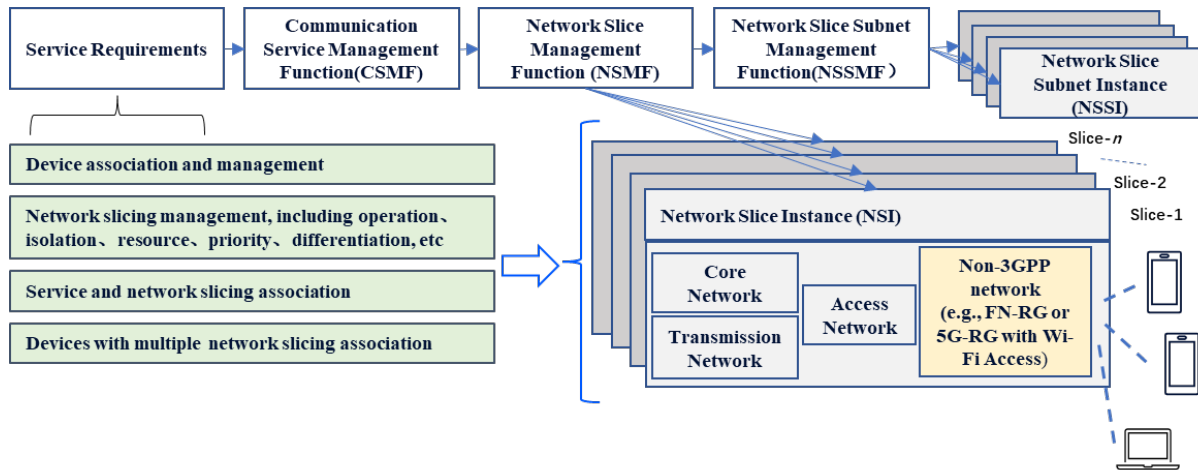 Service Requirements
Communication
Service Management
Function(CSMF)
Network Slice
Management
Function (NSMF)
Network Slice Subnet
Management
Function(NSSMF）
Network Slice
Subnet Instance
(NSSI)
Device association and management
Network slicing management, including operation、
isolation、resource、priority、differentiation, etc
Service and network slicing association
Devices with multiple network slicing association
Slice-n
Slice-2
Slice-1
Network Slice Instance (NSI)
Core
Network
Transmission
Network
Access
Network
Non-3GPP
network
(e.g., FN-RG or
5G-RG with Wi-
Fi Access)